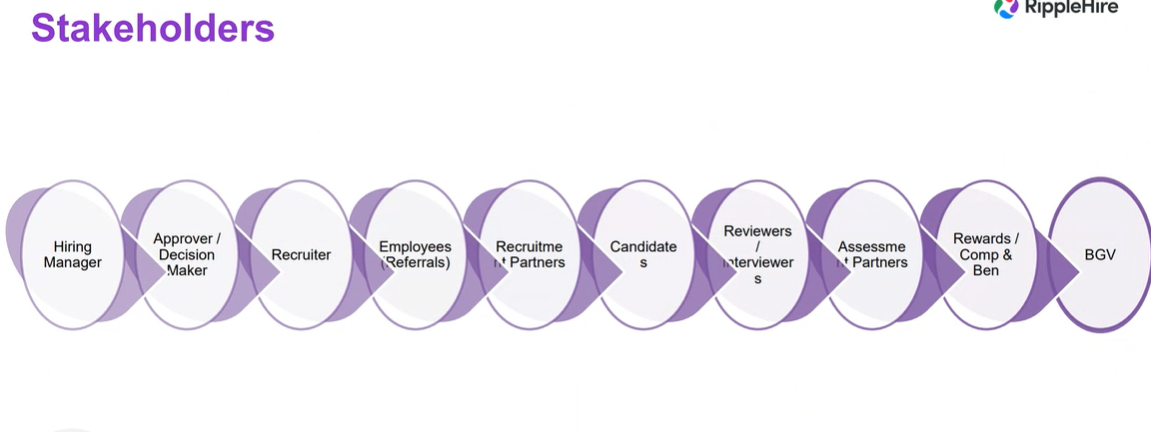 Stakeholders
RippleHire
Hiring
Manager
Approver /
Decision
Maker
Recruiter
Employees
(Referrals)
Recruitme
nt Partners
Candidate
s
Reviewers
/
Interviewer
s
Assessme
nt Partners
Rewards /
Comp &
Ben
BGV